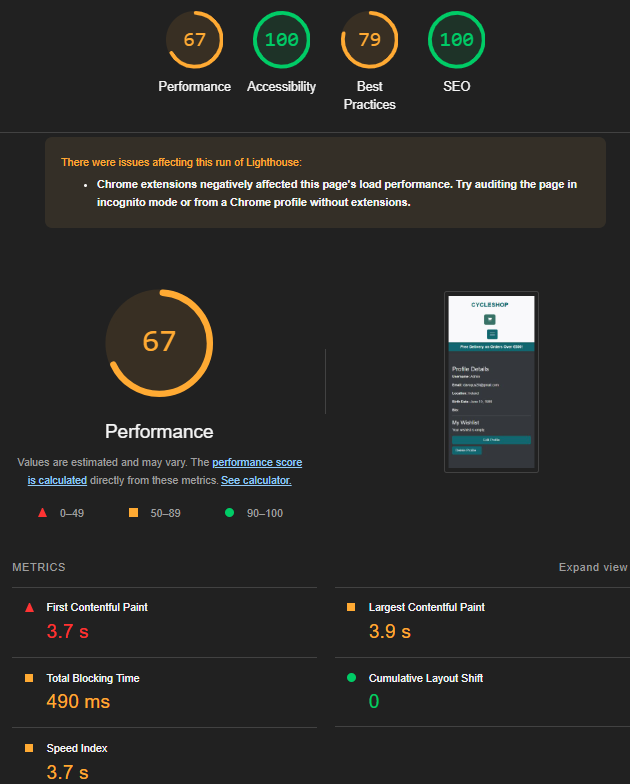 67
100
79
100
Performance
Accessibility
Best
Practices
SEO
There were issues affecting this run of Lighthouse:
Chrome extensions negatively affected this page's load performance. Try auditing the page in
incognito mode or from a Chrome profile without extensions.
67
Performance
Values are estimated and may vary. The performance score
is calculated directly from these metrics. See calculator.
0–49
50–89
90–100
CYCLESHOP
Free Delivery on Orders Over
Profile Details
Username: Admin
Email:
Location: Ireland
Birth Date: June
Bio:
My Wishlist
Your wishlist is empty.
Edit Profile
Delete Profile
METRICS
Expand view
First Contentful Paint
3.7 s
Largest Contentful Paint
3.9 s
Total Blocking Time
490 ms
Cumulative Layout Shift
0
Speed Index
3.7 s